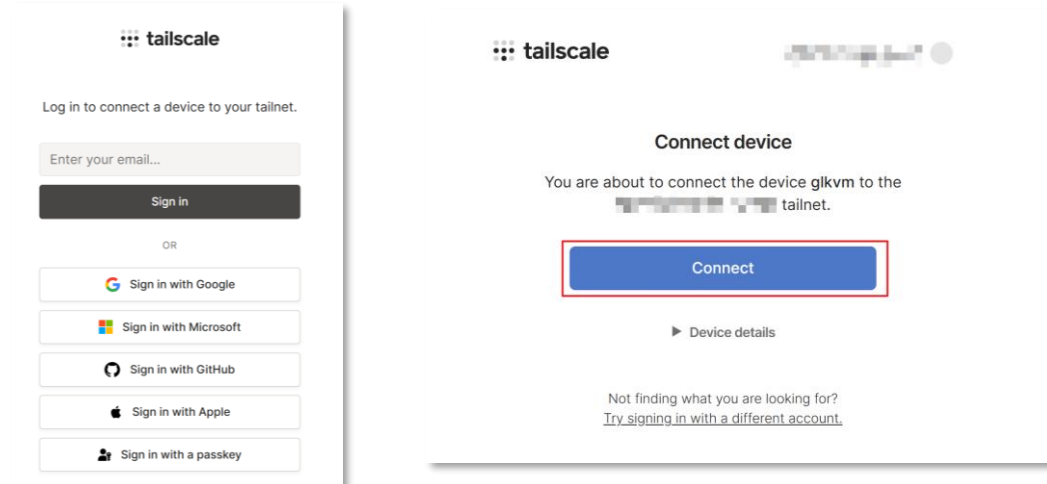 tailscale
Log in to connect a device to your tailnet.
Enter your email...
Sign in
OR
Sign in with Google
Sign in with Microsoft
Sign in with GitHub
Sign in with Apple
Sign in with a passkey
tailscale
Connect device
You are about to connect the device glkvm to the
tailnet.
Connect
Device details
Not finding what you are looking for?
Try signing in with a different account.